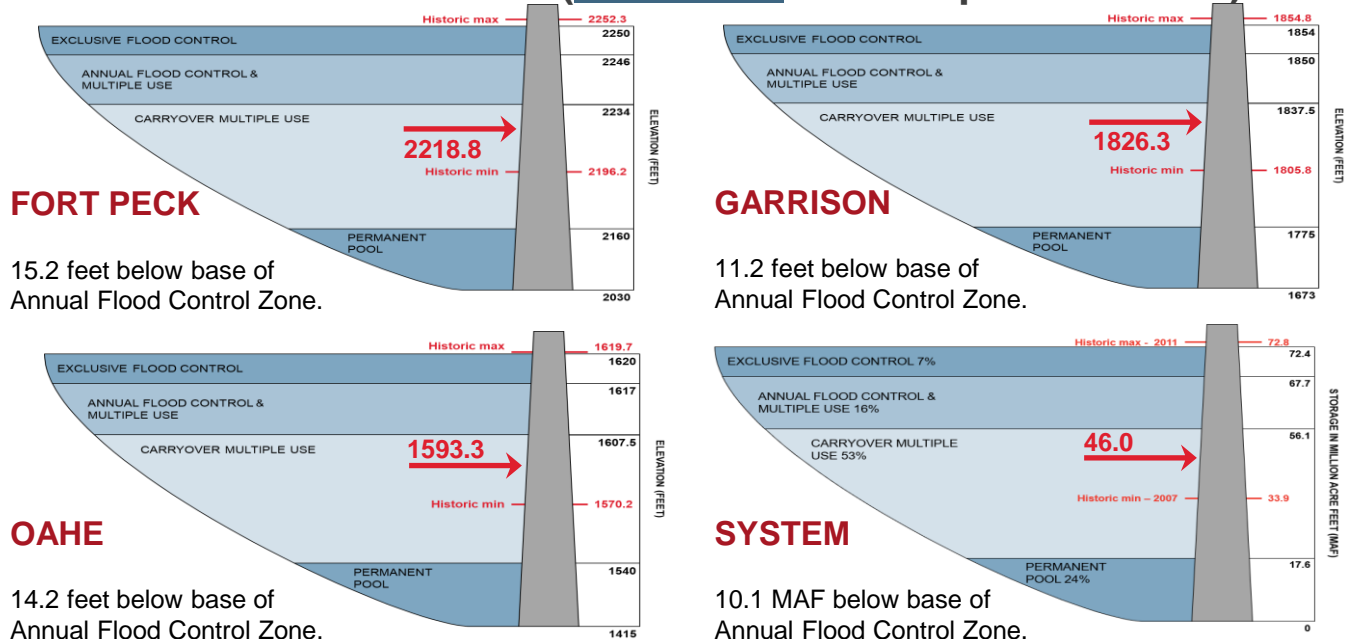 Historic max 2252.3
2250
EXCLUSIVE FLOOD CONTROL
2246
ANNUAL FLOOD CONTROL &
MULTIPLE USE
2234
CARRYOVER MULTIPLE USE
2218.8
Historic min 2196.2
ELEVATION (FEET)
FORT PECK
2160
PERMANENT
POOL
15.2 feet below base of
Annual Flood Control Zone.
2030
Historic max 1854.8
1854
EXCLUSIVE FLOOD CONTROL
1850
ANNUAL FLOOD CONTROL &
MULTIPLE USE
1837.5
CARRYOVER MULTIPLE USE
1826.3
Historic min 1805.8
ELEVATION (FEET)
GARRISON
1775
PERMANENT
POOL
11.2 feet below base of
Annual Flood Control Zone.
1673
Historic max 1619.7
1620
EXCLUSIVE FLOOD CONTROL
1617
ANNUAL FLOOD CONTROL &
MULTIPLE USE
1607.5
CARRYOVER MULTIPLE USE
1593.3
Historic min 1570.2
ELEVATION (FEET)
OAHE
1540
PERMANENT
POOL
14.2 feet below base of
Annual Flood Control Zone.
1415
Historic max - 2011 72.8
72.4
EXCLUSIVE FLOOD CONTROL 7%
67.7
ANNUAL FLOOD CONTROL &
MULTIPLE USE 16%
56.1
CARRYOVER MULTIPLE
USE 53%
46.0
Historic min – 2007 33.9
STORAGE IN MILLION ACRE FEET (MAF)
SYSTEM
17.6
PERMANENT
POOL 24%
10.1 MAF below base of
Annual Flood Control Zone.
0